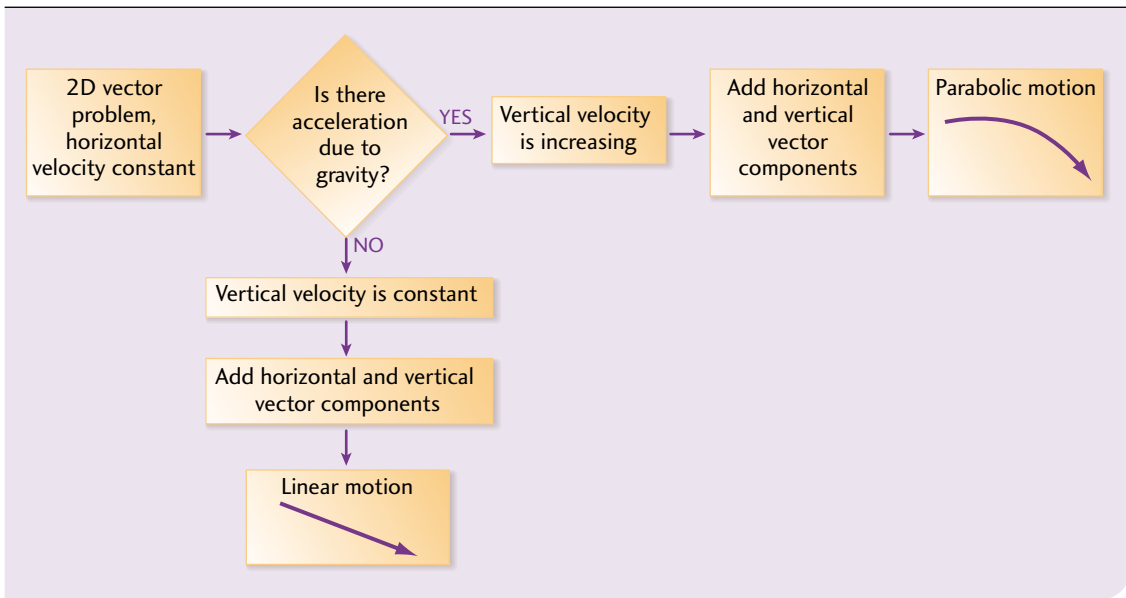 2D vector
problem,
horizontal
velocity constant
Is there
acceleration
due to
gravity?
YES
Vertical velocity
is increasing
Add horizontal
and vertical
vector
components
Parabolic motion
NO
Vertical velocity is constant
Add horizontal and vertical
vector components
Linear motion